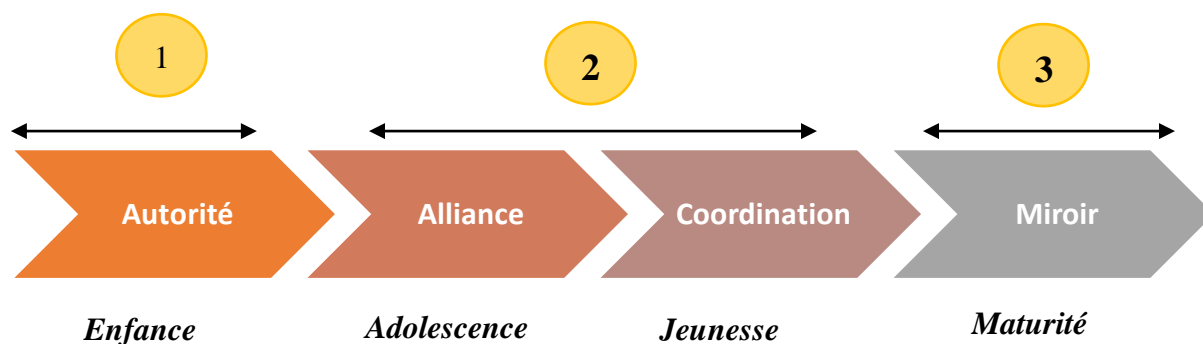 1
2
3
Autorité
Alliance
Coordination
Miroir
Enfance
Adolescence
Jeunesse
Maturité